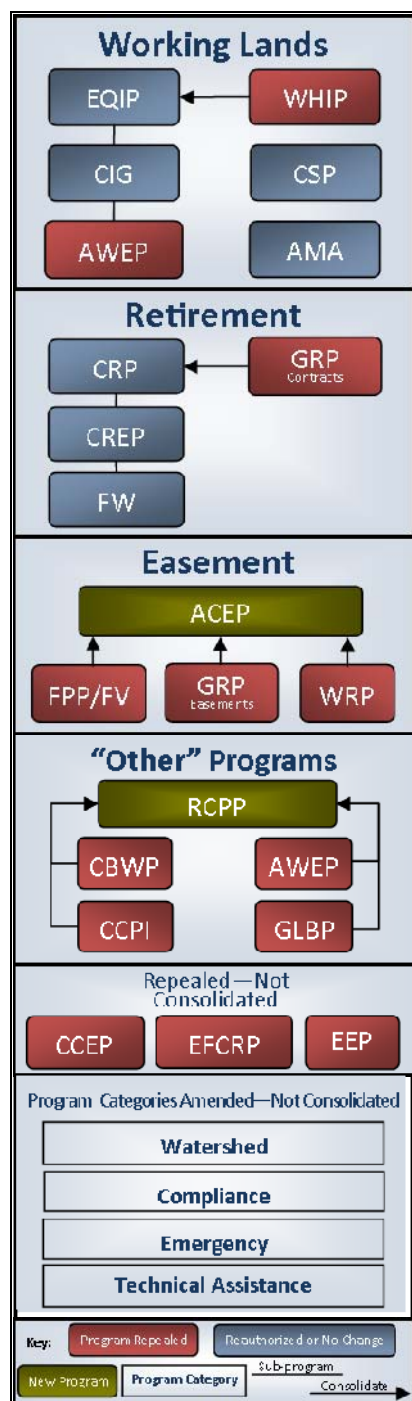 Working Lands
EQIP
WHIP
CIG
CSP
AWEP
AMA
Retirement
CRP
GRP
Contracts
CREP
FW
Easement
ACEP
FPP/FV
GRP
Easements
WRP
“Other” Programs
RCPP
CBWP
AWEP
CCPI
GLBP
Repealed—Not
Consolidated
CCEP
EFCRP
EEP
Program Categories Amended—Not Consolidated
Watershed
Compliance
Emergency
Technical Assistance
Key:
Program Repealed
Reauthorized or No Change
New Program
Program Category
Sub-program
Consolidate